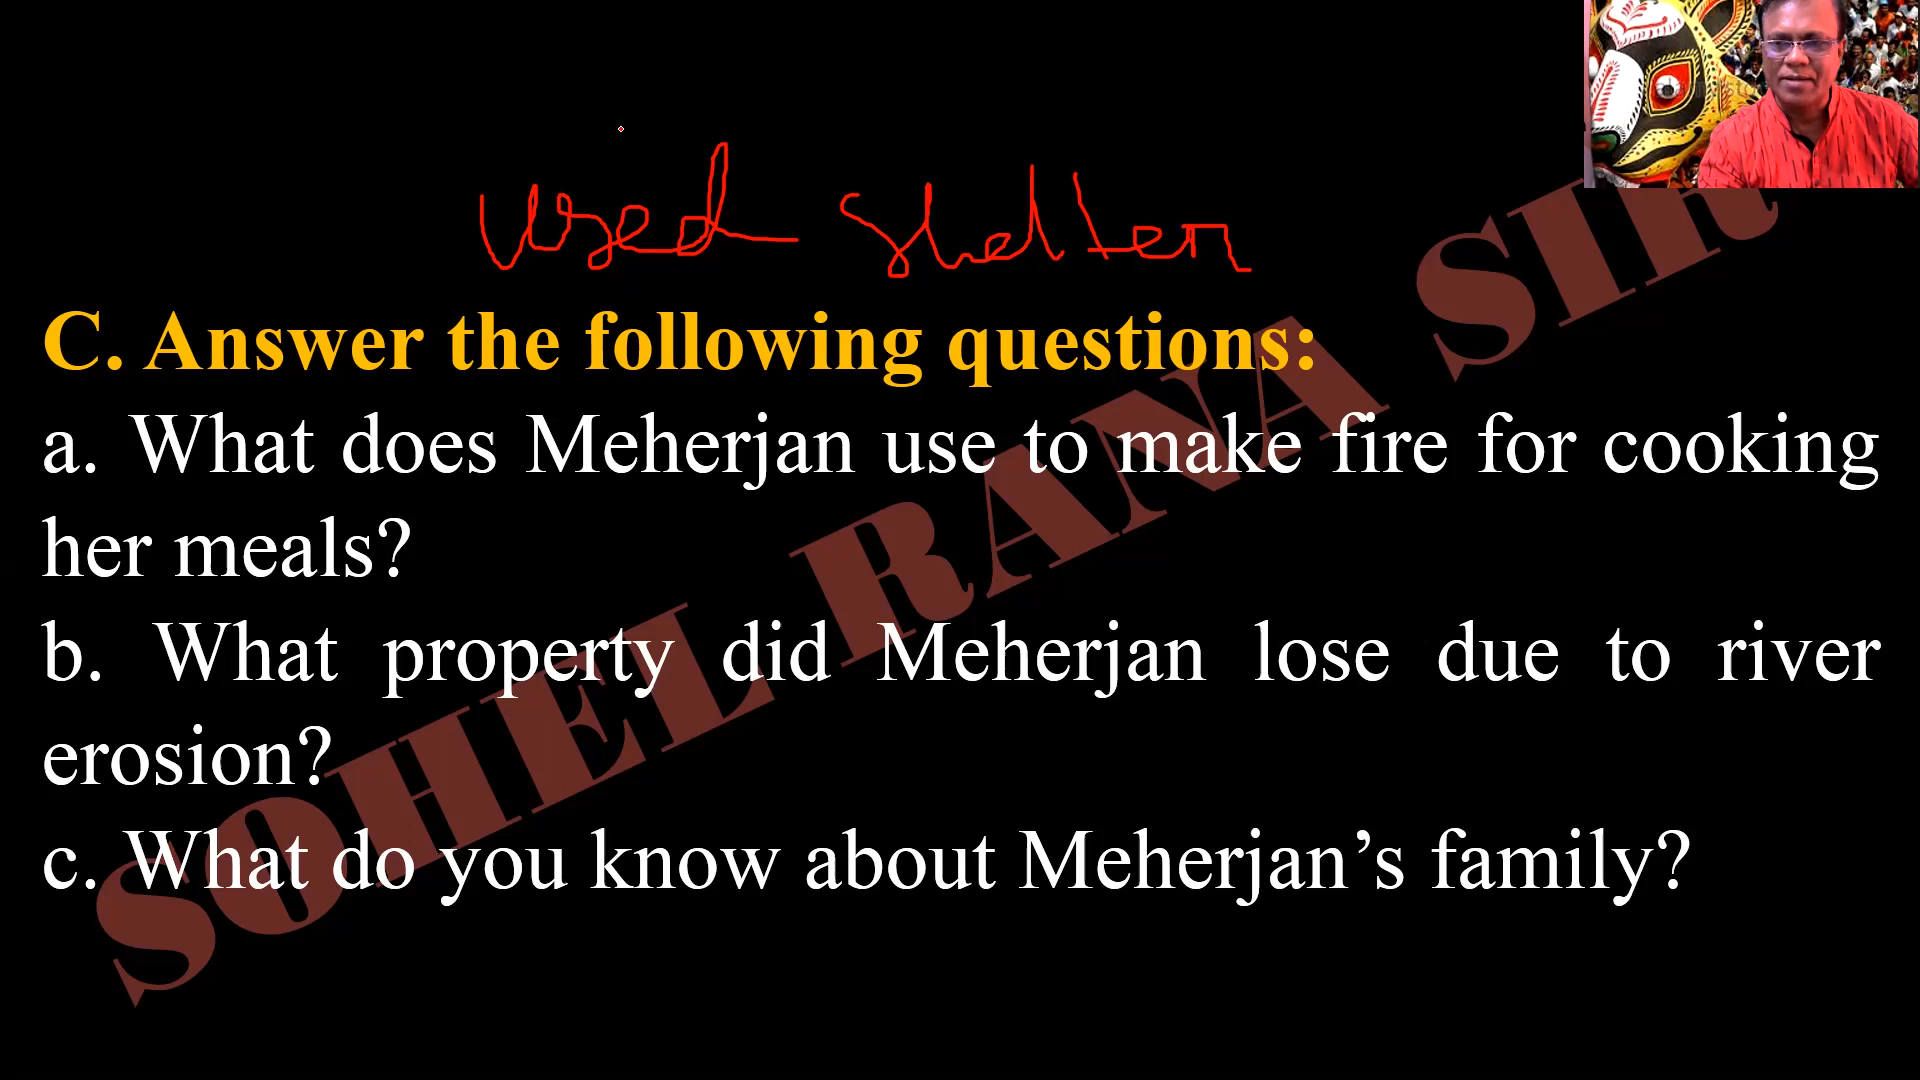 used shelter
C. Answer the following questions:
a. What does Meherjan use to make fire for cooking
her meals?
b. What property did Meherjan lose due to river
erosion?
c. What do you know about Meherjan’s family?
SOHEL RANA SIR